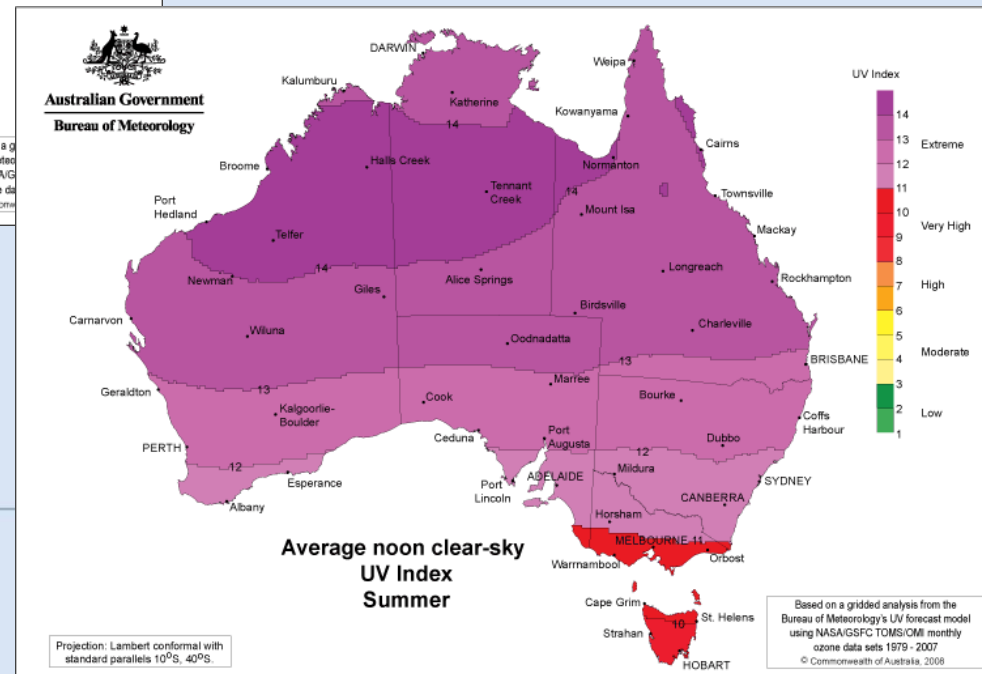 Australian Government
Bureau of Meteorology
DARWIN
Weipa
Kalumburu
Katherine
Kowanyama
14
Broome
Halls Creek
Normanton
Cairns
Tennant
Creek
14
Townsville
Port
Hedland
Mount Isa
Mackay
Telfer
14
Newman
Alice Springs
Longreach
Rockhampton
Giles
Birdsville
Carnarvon
Wiluna
Oodnadatta
Charleville
13
BRISBANE
Geraldton
13
Marree
Cook
Bourke
Kalgoorlie-
Boulder
Coffs
Harbour
Ceduna
Port
Augusta
Dubbo
PERTH
12
12
Mildura
Esperance
Port
Lincoln
ADELAIDE
SYDNEY
CANBERRA
Albany
Horsham
MELBOURNE 11
Warrnambool
Orbost
Cape Grim
St. Helens
10
Strahan
HOBART
UV Index
14
13
Extreme
12
11
10
Very High
9
8
7
High
6
5
4
Moderate
3
2
Low
1
Average noon clear-sky
UV Index
Summer
Projection: Lambert conformal with
standard parallels 10°S, 40°S.
Based on a gridded analysis from the
Bureau of Meteorology's UV forecast model
using NASA/GSFC TOMS/OMI monthly
ozone data sets 1979 - 2007
© Commonwealth of Australia, 2008